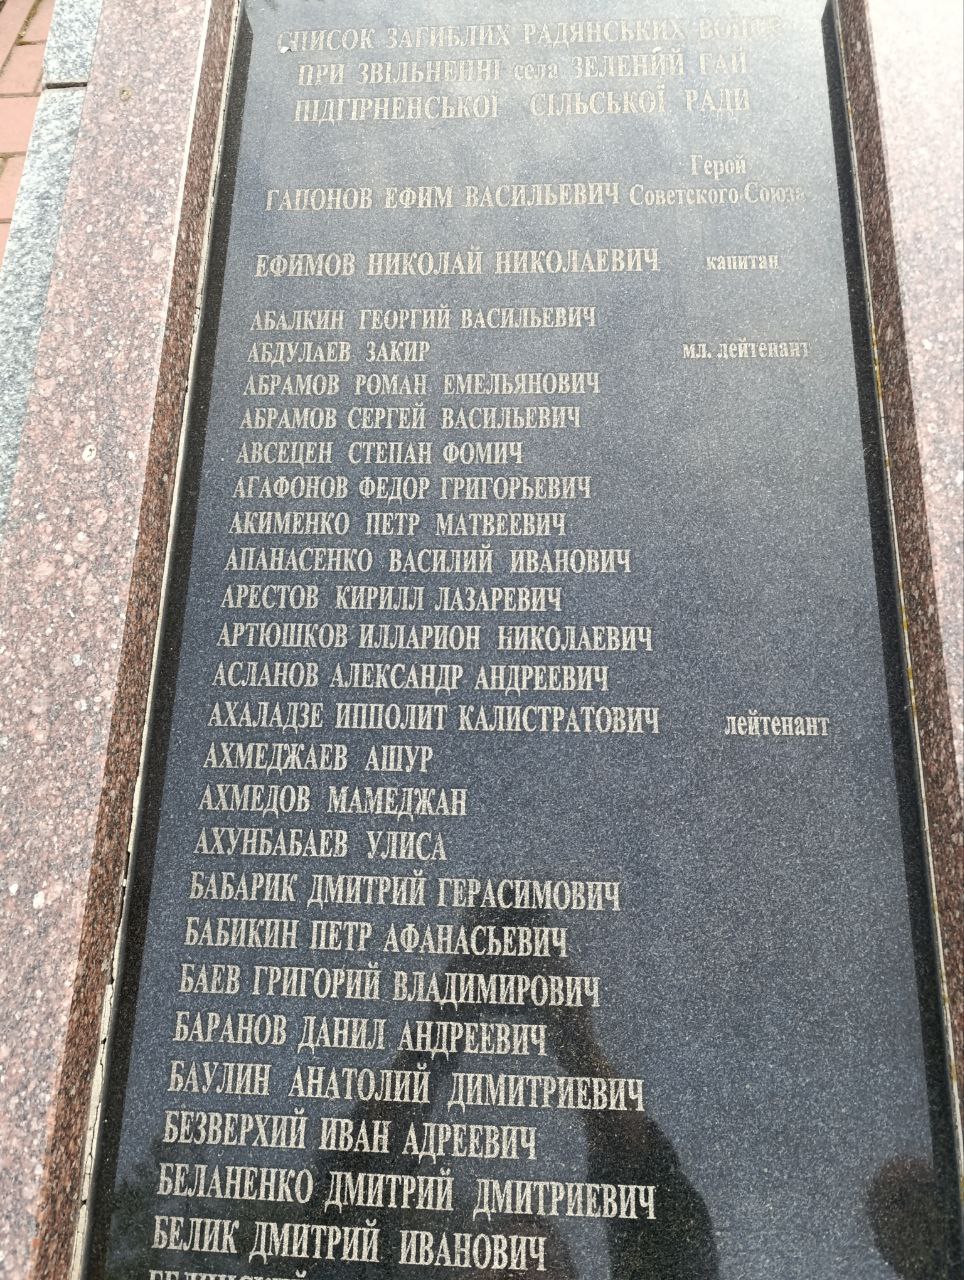 СПИСОК ЗАГИБЛИХ РАДЯНСЬКИХ ВОЇНІВ
ПРИ ЗВІЛЬНЕННІ села ЗЕЛЕНИЙ ГАЙ
ПІДГІРНЕНСЬКОЇ СІЛЬСЬКОЇ РАДИ
Герой
ГАПОНОВ ЕФИМ ВАСИЛЬЕВИЧ Советского Союза
ЕФИМОВ НИКОЛАЙ НИКОЛАЕВИЧ капитан
АБАЛКИН ГЕОРГИЙ ВАСИЛЬЕВИЧ
АБДУЛАЕВ ЗАКИР мл. лейтенант
АБРАМОВ РОМАН ЕМЕЛЬЯНОВИЧ
АБРАМОВ СЕРГЕЙ ВАСИЛЬЕВИЧ
АВСЕЦЕН СТЕПАН ФОМИЧ
АГАФОНОВ ФЕДОР ГРИГОРЬЕВИЧ
АКИМЕНКО ПЕТР МАТВЕЕВИЧ
АПАНАСЕНКО ВАСИЛИЙ ИВАНОВИЧ
АРЕСТОВ КИРИЛЛ ЛАЗАРЕВИЧ
АРТЮШКОВ ИЛЛАРИОН НИКОЛАЕВИЧ
АСЛАНОВ АЛЕКСАНДР АНДРЕЕВИЧ
АХАЛАДЗЕ ИППОЛИТ КАЛИСТРАТОВИЧ лейтенант
АХМЕДЖАЕВ АШУР
АХМЕДОВ МАМЕДЖАН
АХУНБАБАЕВ УЛИСА
БАБАРИК ДМИТРИЙ ГЕРАСИМОВИЧ
БАБИКИН ПЕТР АФАНАСЬЕВИЧ
БАЕВ ГРИГОРИЙ ВЛАДИМИРОВИЧ
БАРАНОВ ДАНИЛ АНДРЕЕВИЧ
БАУЛИН АНАТОЛИЙ ДИМИТРИЕВИЧ
БЕЗВЕРХИЙ ИВАН АДРЕЕВИЧ
БЕЛАНЕНКО ДМИТРИЙ ДМИТРИЕВИЧ
БЕЛИК ДМИТРИЙ ИВАНОВИЧ